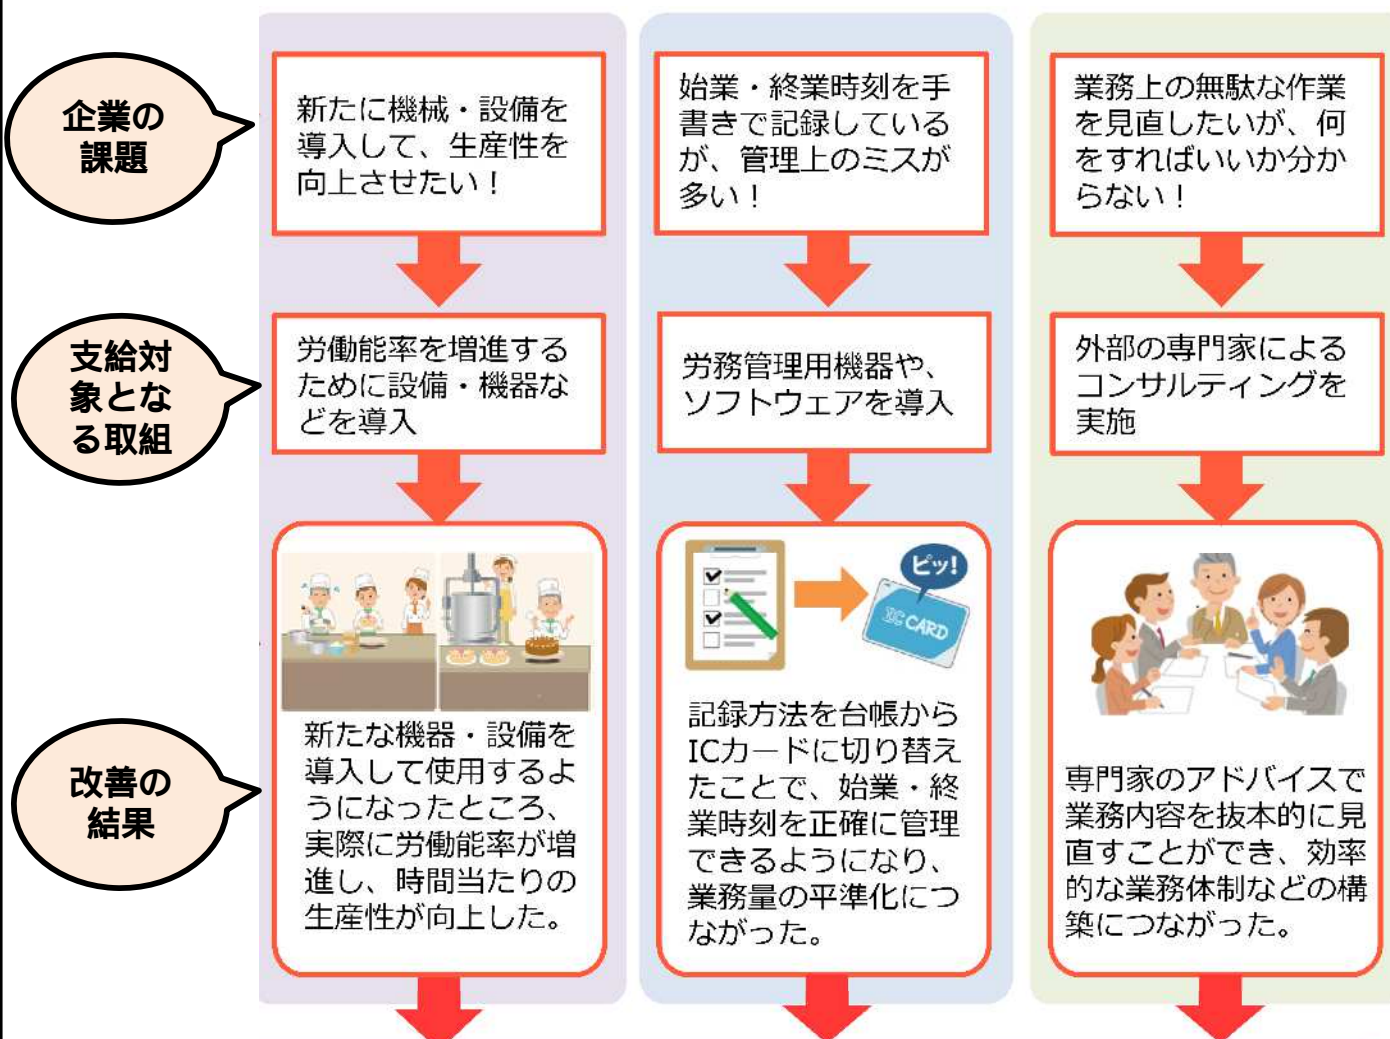 企業の
課題
新たに機械・設備を
導入して、生産性を
向上させたい！
始業・終業時刻を手
書きで記録している
が、管理上のミスが
多い！
業務上の無駄な作業
を見直したいが、何
をすればいいか分か
らない！
支給対
象とな
る取組
労働能率を増進する
ために設備・機器な
どを導入
労務管理用機器や、
ソフトウェアを導入
外部の専門家による
コンサルティングを
実施
改善の
結果
新たな機器・設備を
導入して使用するよ
うになったところ、
実際に労働能率が増
進し、時間当たりの
生産性が向上した。
ピッ!
IC CARD
記録方法を台帳から
ICカードに切り替え
たことで、始業・終
業時刻を正確に管理
できるようになり、
業務量の平準化につ
ながった。
専門家のアドバイスで
業務内容を抜本的に見
直すことができ、効率
的な業務体制などの構
築につながった。